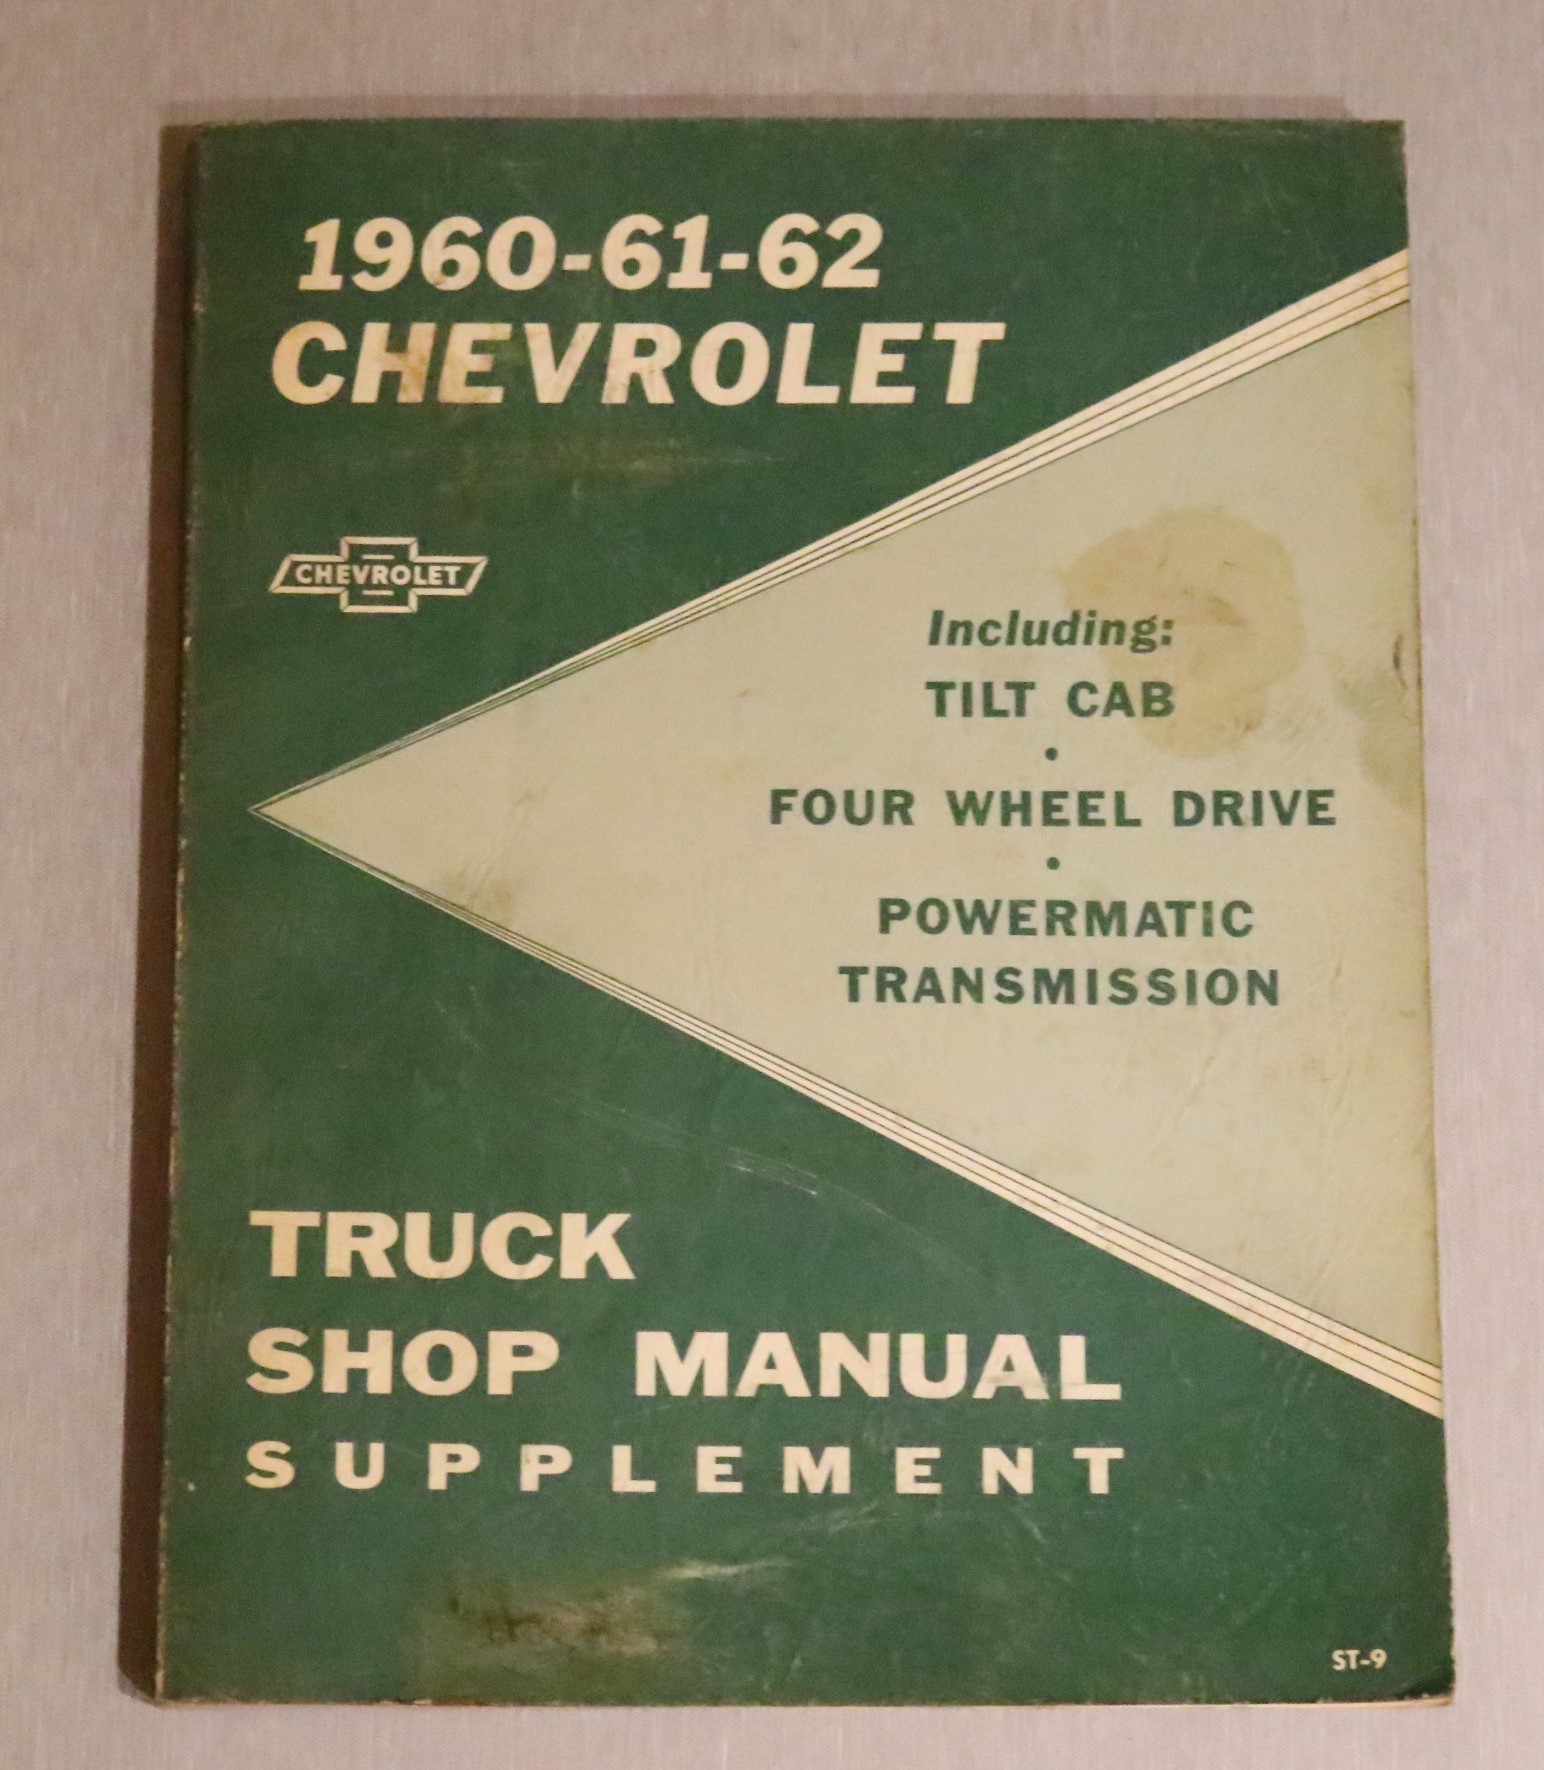 1960-61-62
CHEVROLET
CHEVROLET
Including:
TILT CAB
•
FOUR WHEEL DRIVE
•
POWERMATIC
TRANSMISSION
TRUCK
SHOP MANUAL
SUPPLEMENT
ST-9